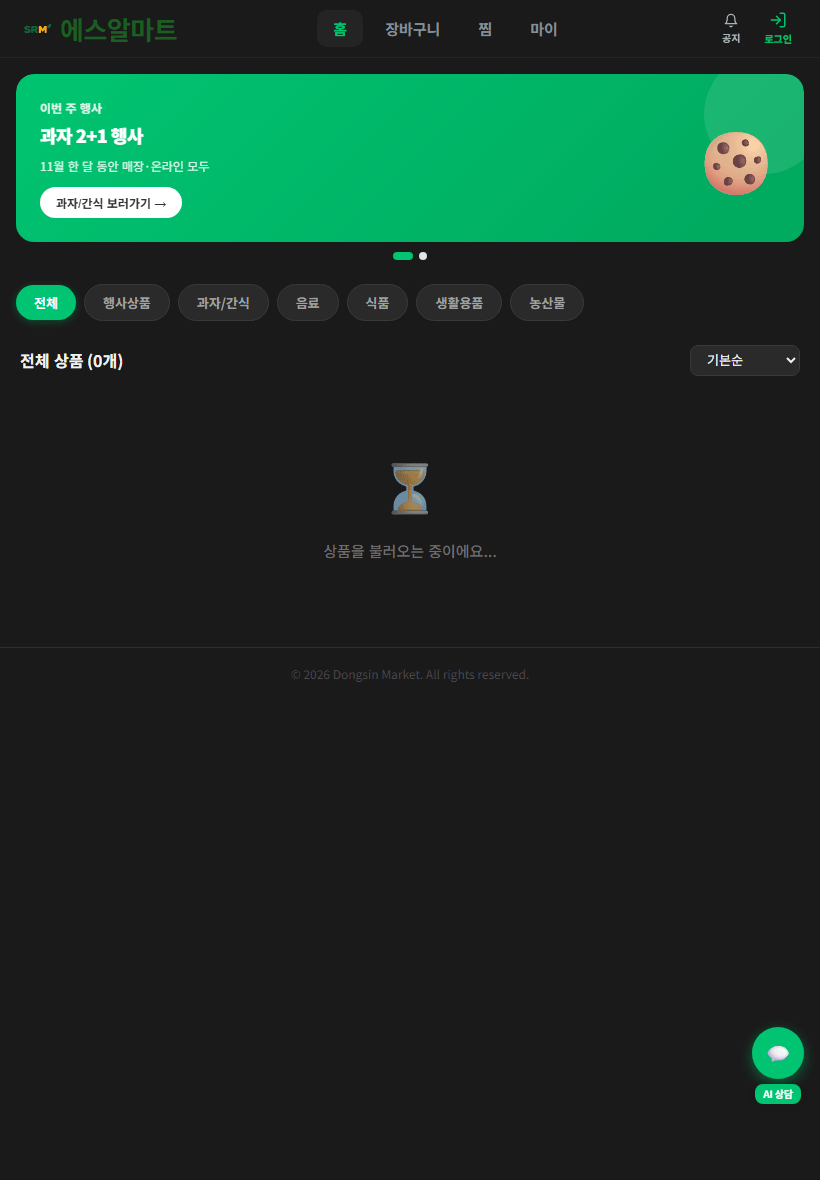 SRM 에스알마트
홈 장바구니 찜 마이
공지 로그인
이번 주 행사
과자 2+1 행사
11월 한 달 동안 매장·온라인 모두
과자/간식 보러가기 →
전체 행사상품 과자/간식 음료 식품 생활용품 농산물
전체 상품 (0개)
기본순
상품을 불러오는 중이에요...
© 2026 Dongsin Market. All rights reserved.
AI 상담